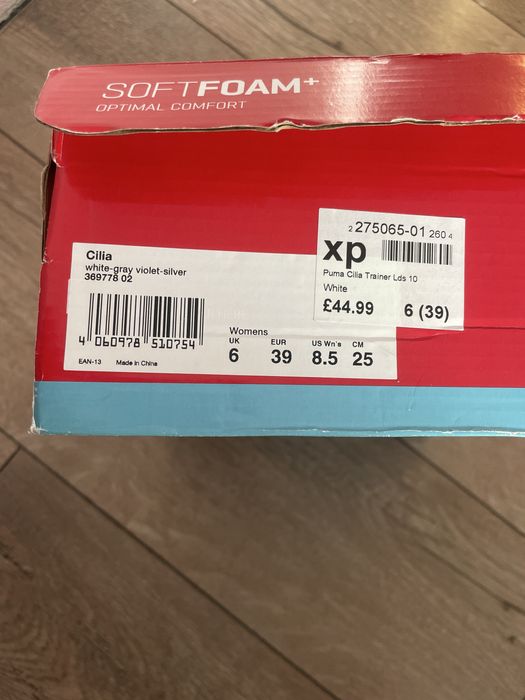 SOFTFOAM+
OPTIMAL COMFORT
2 275065-01 260 4
xp
Puma Cilia Trainer Lds 10
White
£44.99 6 (39)
Cilia
white-gray violet-silver
369778 02
4 060978 510754
EAN-13 Made in China
Womens
UK EUR US Wn's CM
6 39 8.5 25